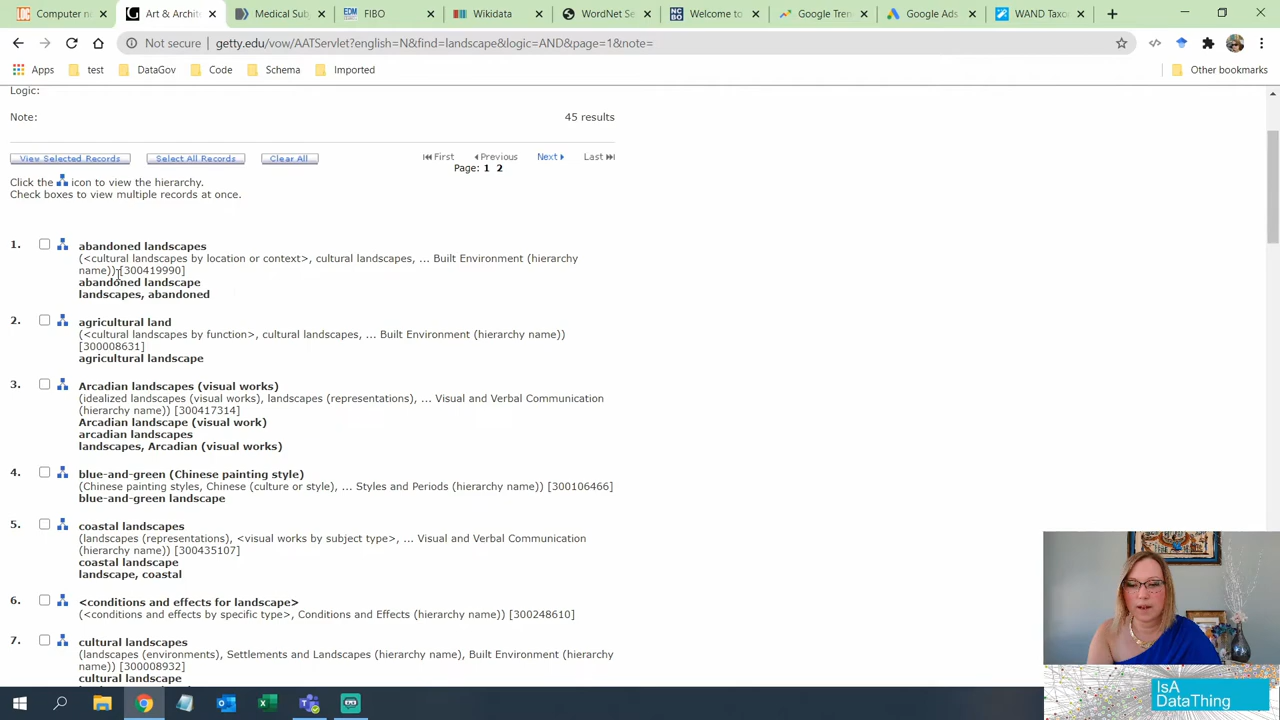 Computer n
Art & Archite
Medical Subj
FIBO
Wikidata
WordNet Se
Welcome to
Google Tren
Google Ads
WAND Taxo
Not secure | getty.edu/vow/AATServlet?english=N&find=landscape&logic=AND&page=1&note=
Apps test DataGov Code Schema Imported Other bookmarks
Logic:
Note: 45 results
View Selected Records Select All Records Clear All First Previous Next Last
Page: 1 2
Click the icon to view the hierarchy.
Check boxes to view multiple records at once.
1. abandoned landscapes
(<cultural landscapes by location or context>, cultural landscapes, ... Built Environment (hierarchy
name)) [300419990]
abandoned landscape
landscapes, abandoned
2. agricultural land
(<cultural landscapes by function>, cultural landscapes, ... Built Environment (hierarchy name))
[300008631]
agricultural landscape
3. Arcadian landscapes (visual works)
(idealized landscapes (visual works), landscapes (representations), ... Visual and Verbal Communication
(hierarchy name)) [300417314]
Arcadian landscape (visual work)
arcadian landscapes
landscapes, Arcadian (visual works)
4. blue-and-green (Chinese painting style)
(Chinese painting styles, Chinese (culture or style), ... Styles and Periods (hierarchy name)) [300106466]
blue-and-green landscape
5. coastal landscapes
(landscapes (representations), <visual works by subject type>, ... Visual and Verbal Communication
(hierarchy name)) [300435107]
coastal landscape
landscape, coastal
6. <conditions and effects for landscape>
(<conditions and effects by specific type>, Conditions and Effects (hierarchy name)) [300248610]
7. cultural landscapes
(landscapes (environments), Settlements and Landscapes (hierarchy name), Built Environment (hierarchy
name)) [300008932]
cultural landscape
IsA
DataThing